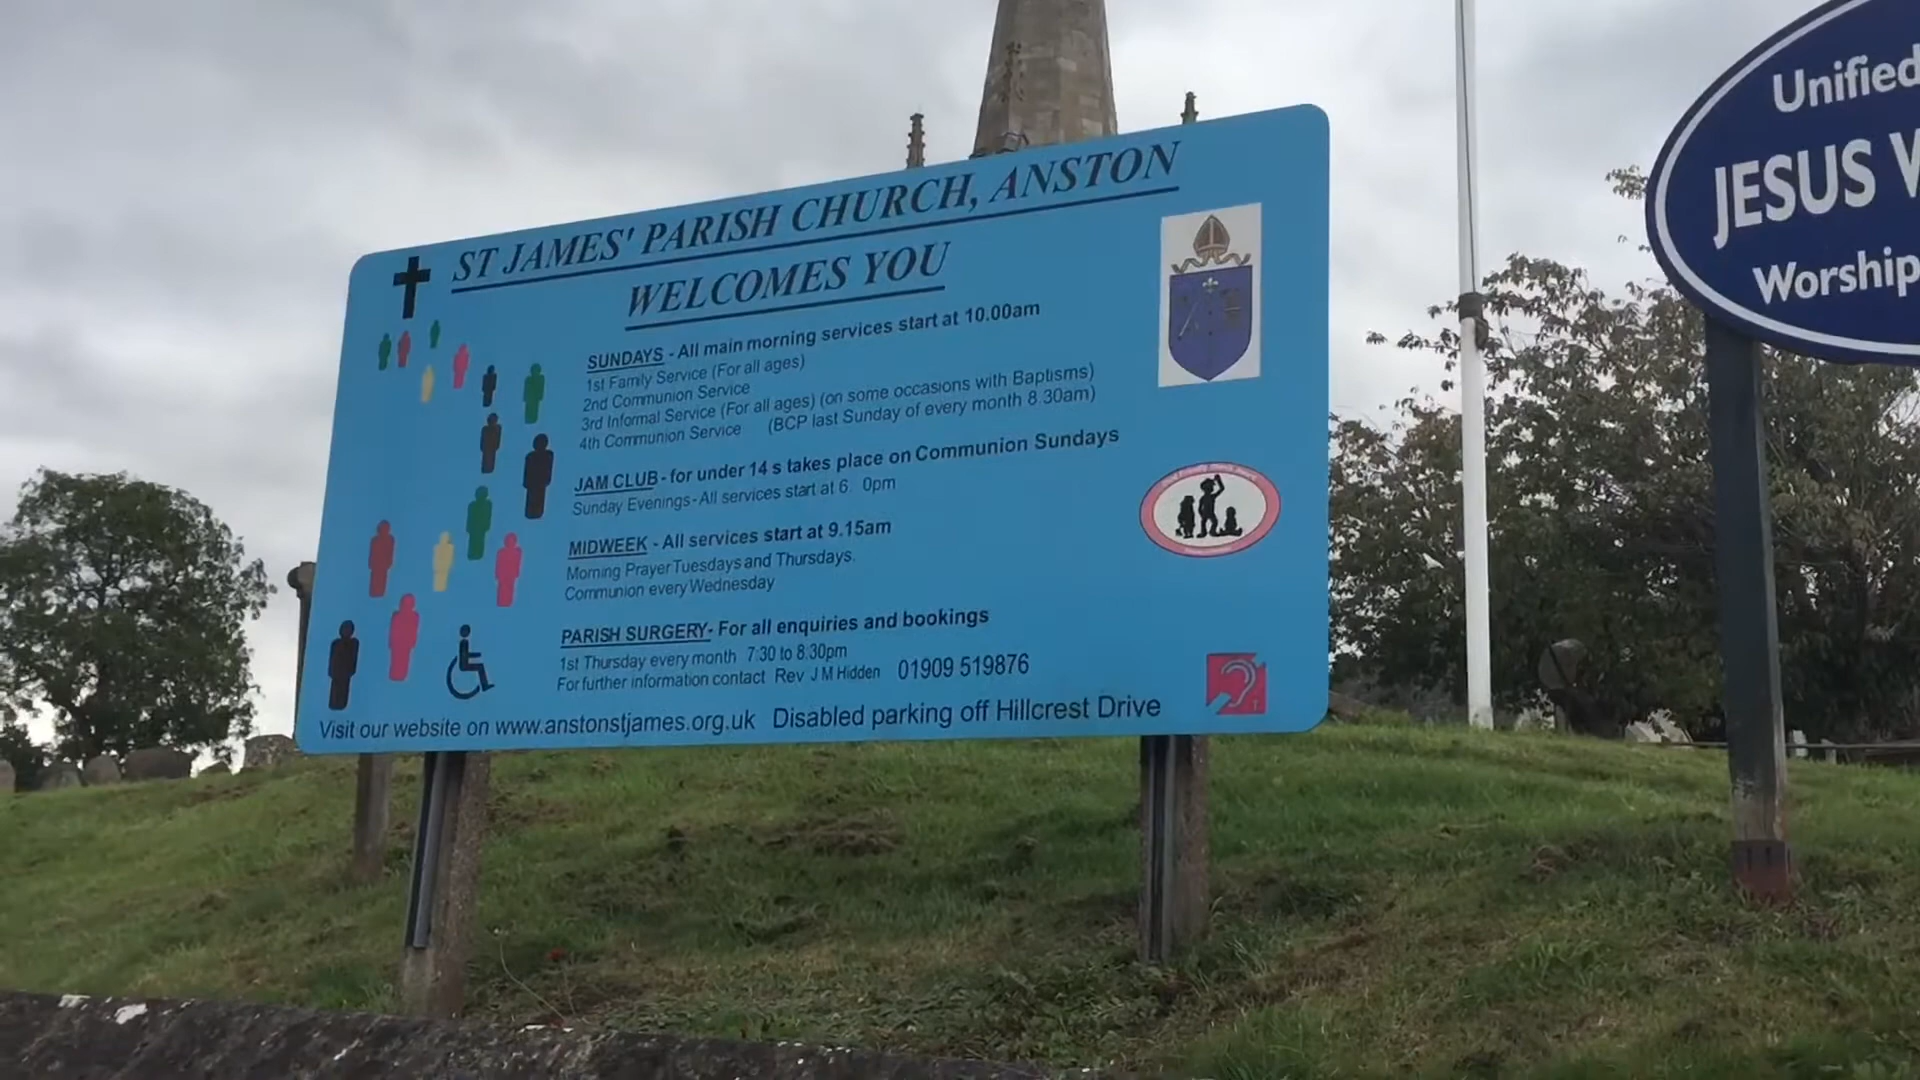 ST JAMES' PARISH CHURCH, ANSTON
WELCOMES YOU
SUNDAYS - All main morning services start at 10.00am
1st Family Service (For all ages)
2nd Communion Service
3rd Informal Service (For all ages) (on some occasions with Baptisms)
4th Communion Service (BCP last Sunday of every month 8.30am)
JAM CLUB - for under 14 s takes place on Communion Sundays
Sunday Evenings - All services start at 6. 0pm
MIDWEEK - All services start at 9.15am
Morning Prayer Tuesdays and Thursdays.
Communion every Wednesday
PARISH SURGERY - For all enquiries and bookings
1st Thursday every month 7:30 to 8:30pm
For further information contact Rev J M Hidden 01909 519876
Visit our website on www.anstonstjames.org.uk Disabled parking off Hillcrest Drive
T
Unified
JESUS
Worship